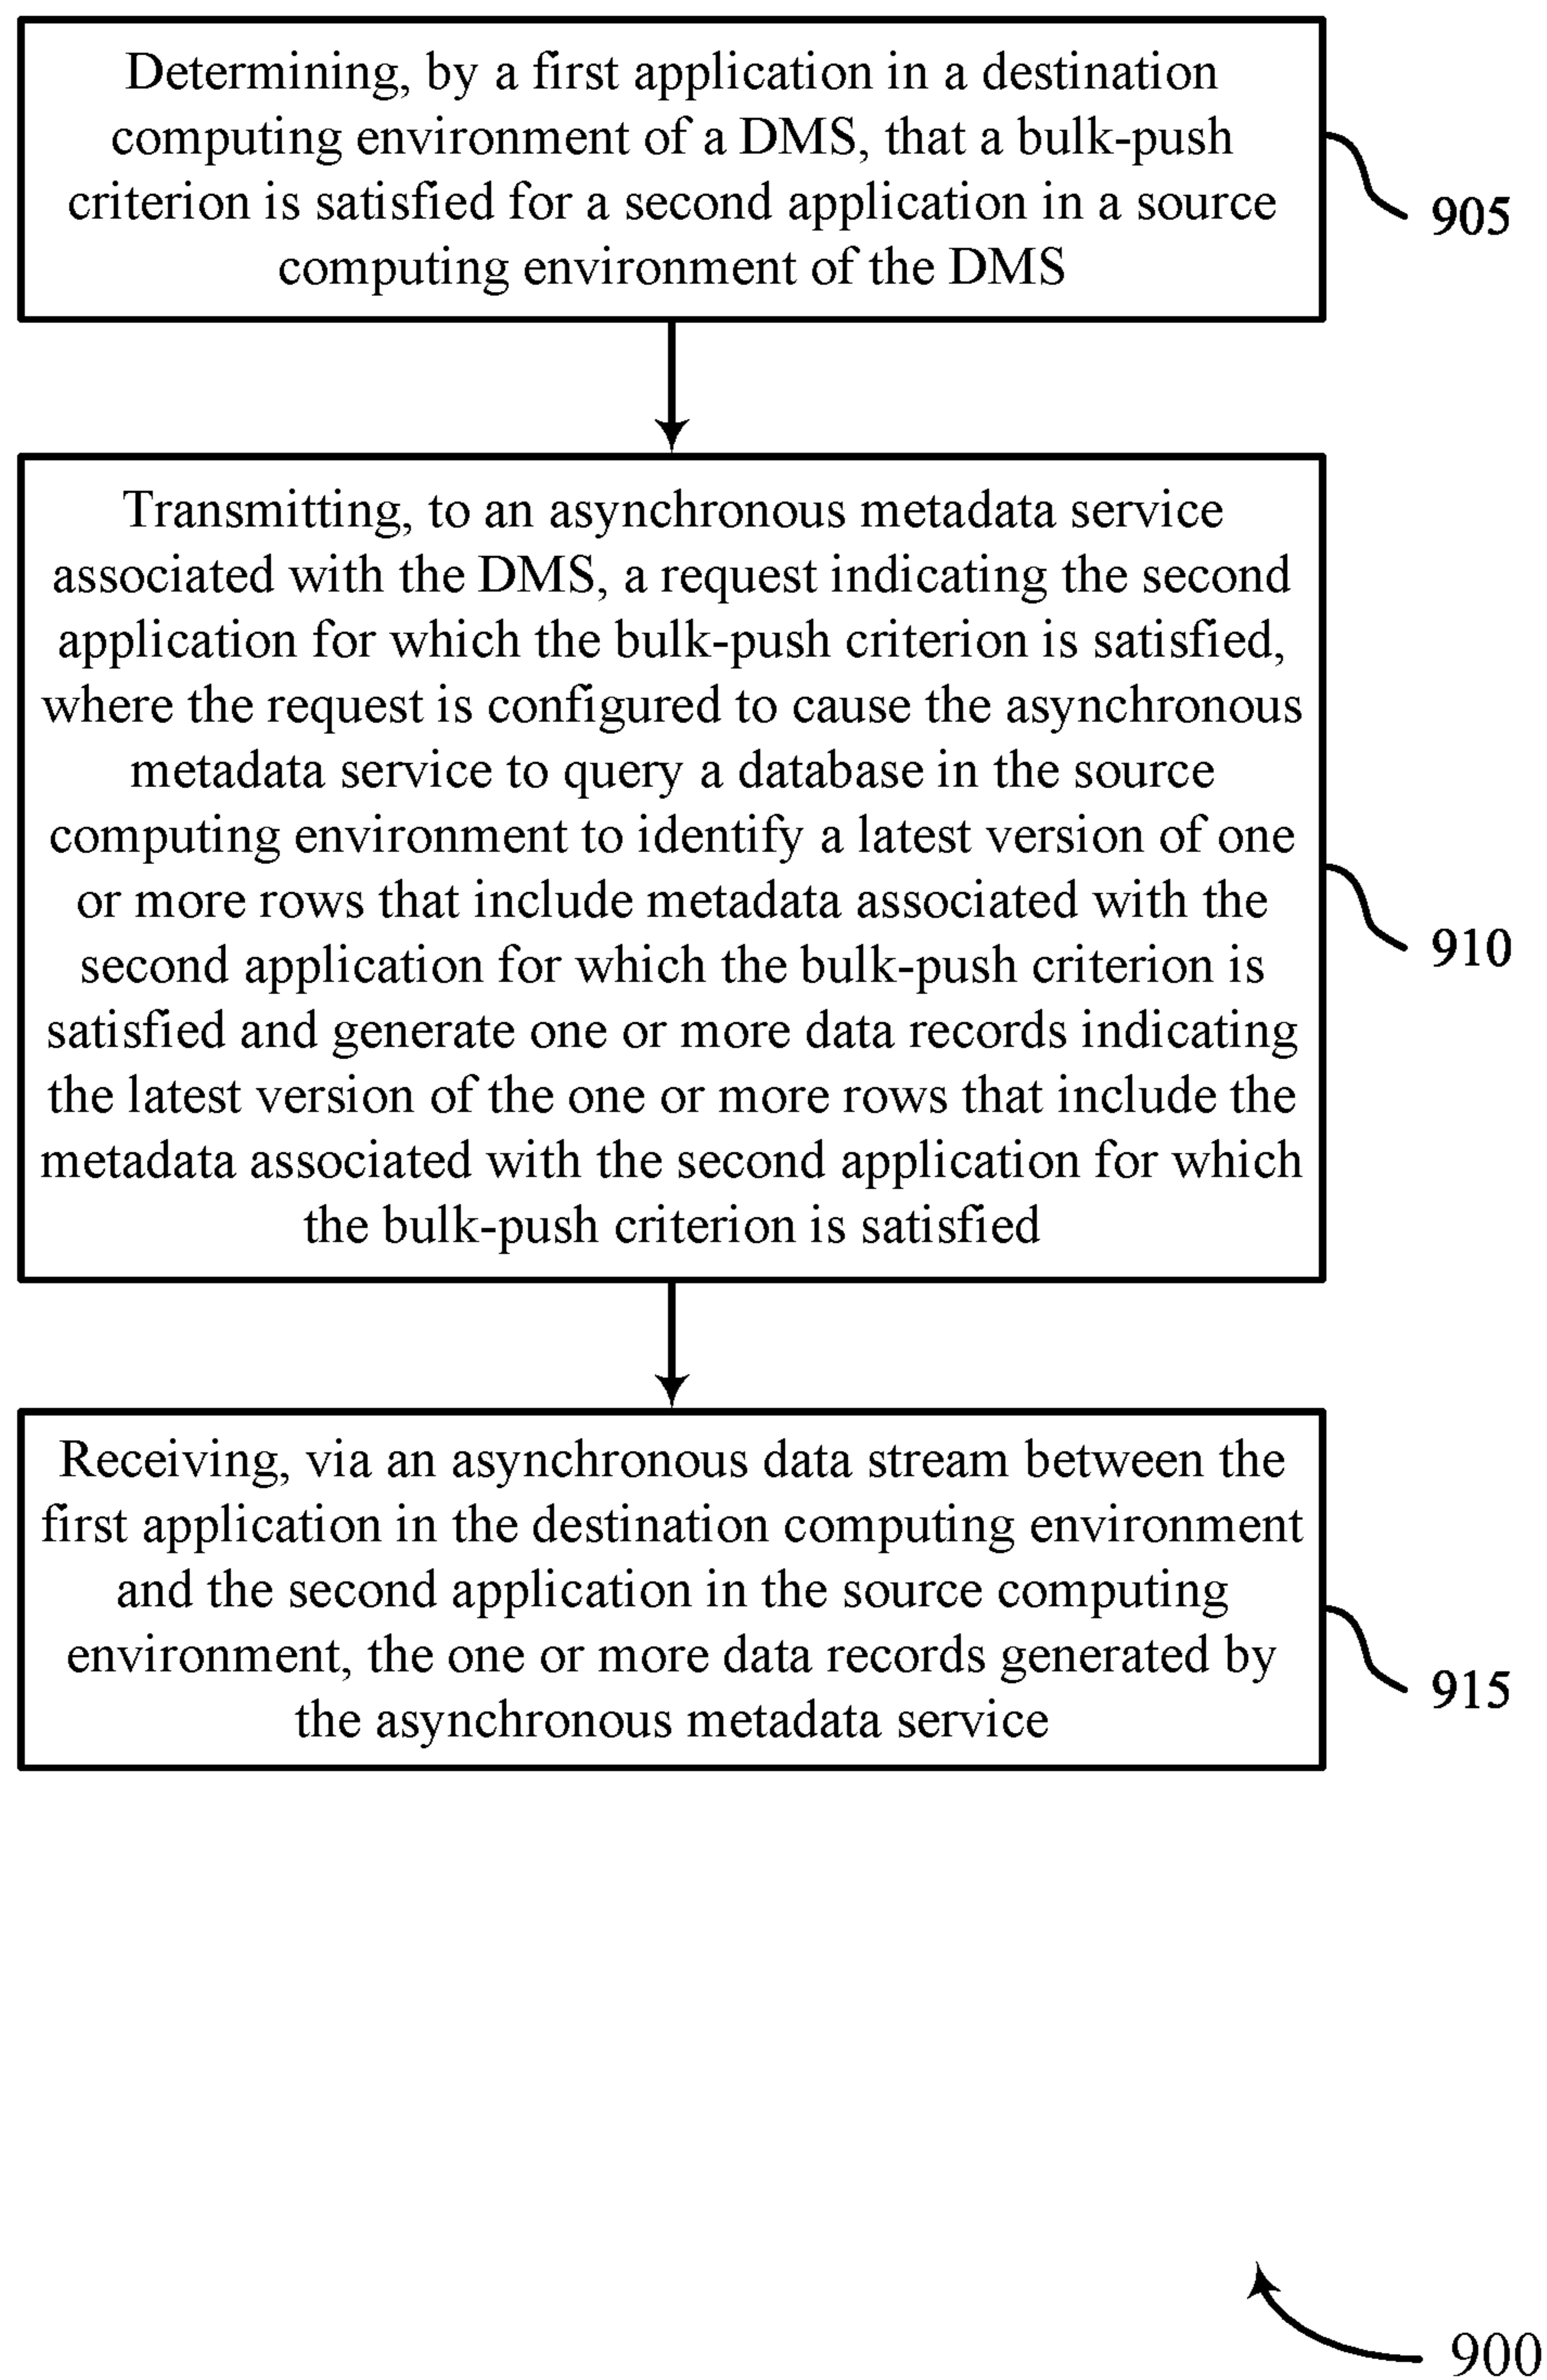 Determining, by a first application in a destination
computing environment of a DMS, that a bulk-push
criterion is satisfied for a second application in a source
computing environment of the DMS
905
Transmitting, to an asynchronous metadata service
associated with the DMS, a request indicating the second
application for which the bulk-push criterion is satisfied,
where the request is configured to cause the asynchronous
metadata service to query a database in the source
computing environment to identify a latest version of one
or more rows that include metadata associated with the
second application for which the bulk-push criterion is
satisfied and generate one or more data records indicating
the latest version of the one or more rows that include the
metadata associated with the second application for which
the bulk-push criterion is satisfied
910
Receiving, via an asynchronous data stream between the
first application in the destination computing environment
and the second application in the source computing
environment, the one or more data records generated by
the asynchronous metadata service
915
900